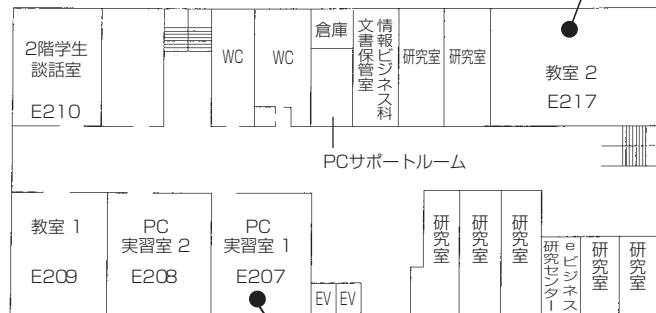 2階学生
談話室
E210
WC
WC
倉庫
情報ビジネス科
文書保管室
研究室
研究室
教室 2
E217
PCサポートルーム
教室 1
E209
PC
実習室 2
E208
PC
実習室 1
E207
EV
EV
研究室
研究室
研究室
eビジネス
研究センター
研究室
研究室